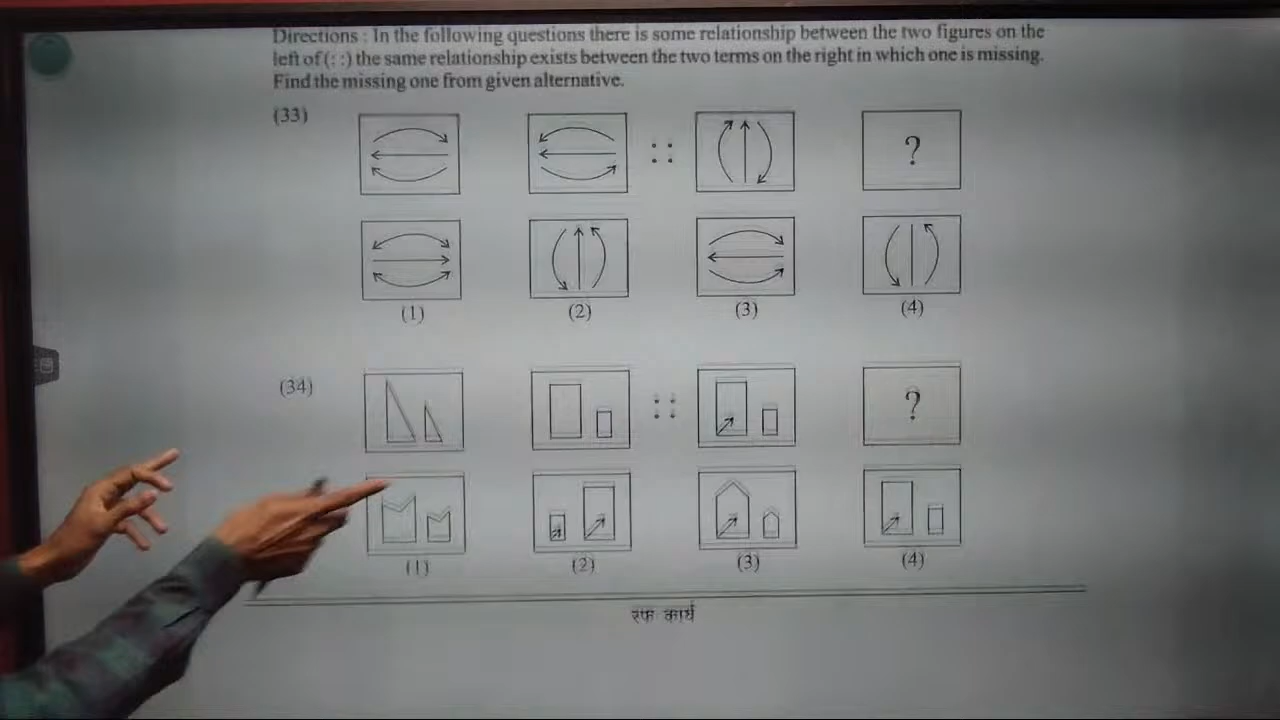 Directions : In the following questions there is some relationship between the two figures on the
left of (: :) the same relationship exists between the two terms on the right in which one is missing.
Find the missing one from given alternative.
(33)
: : ?
(1) (2) (3) (4)
(34)
: : ?
(1) (2) (3) (4)
रफ कार्य